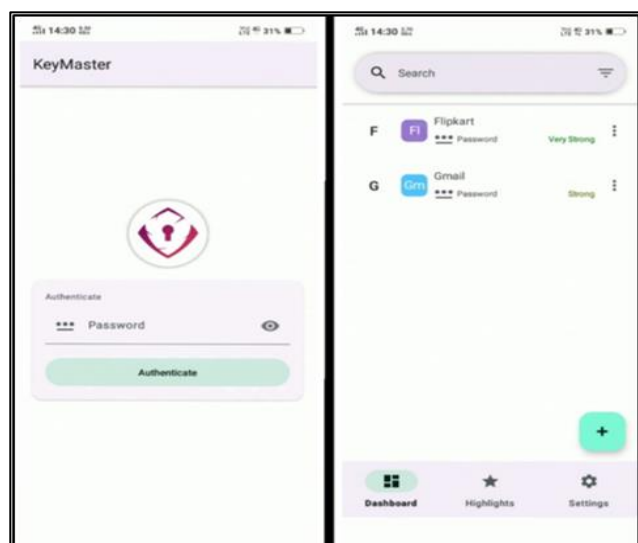 14:30
31%
KeyMaster
Authenticate
*** Password
Authenticate
14:30
31%
Search
F
Fl
Flipkart
*** Password
Very Strong
G
Gm
Gmail
*** Password
Strong
+
Dashboard
Highlights
Settings